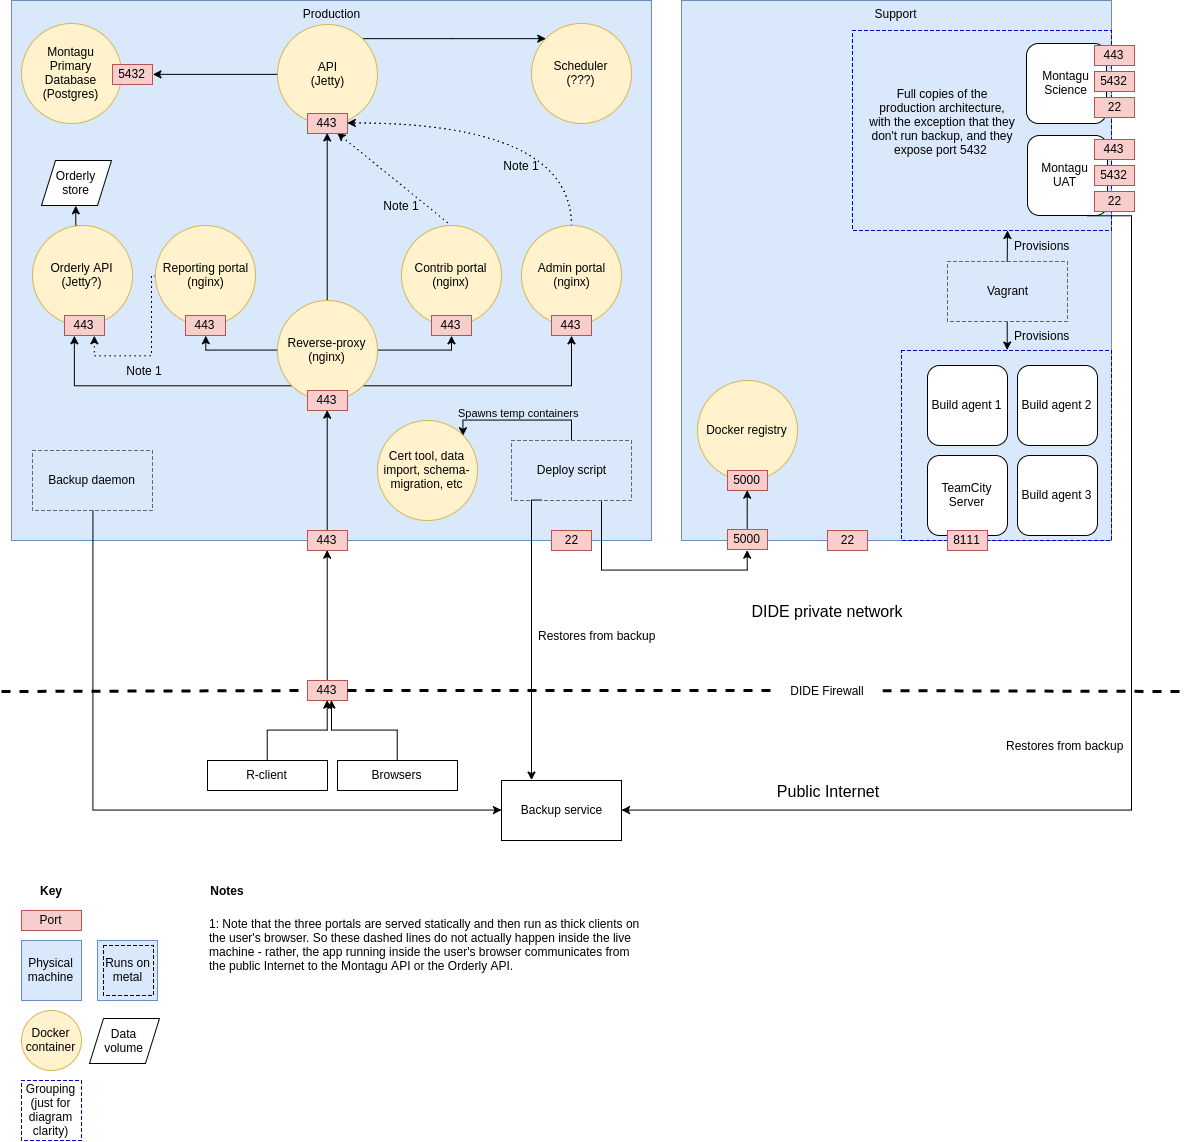 Production
Montagu
Primary
Database
(Postgres)
5432
API
(Jetty)
443
Scheduler
(???)
Note 1
Note 1
Orderly
store
Orderly API
(Jetty?)
443
Reporting portal
(nginx)
443
Contrib portal
(nginx)
443
Admin portal
(nginx)
443
Reverse-proxy
(nginx)
443
Note 1
Spawns temp containers
Cert tool, data
import, schema-
migration, etc
Deploy script
Backup daemon
443
22
Support
Full copies of the
production architecture,
with the exception that they
don't run backup, and they
expose port 5432
Montagu
Science
443
5432
22
Montagu
UAT
443
5432
22
Provisions
Vagrant
Provisions
Build agent 1
Build agent 2
TeamCity
Server
Build agent 3
Docker registry
5000
5000
22
8111
DIDE private network
Restores from backup
443
DIDE Firewall
R-client
Browsers
Restores from backup
Public Internet
Backup service
Key
Port
Physical
machine
Runs on
metal
Docker
container
Data
volume
Grouping
(just for
diagram
clarity)
Notes
1: Note that the three portals are served statically and then run as thick clients on
the user's browser. So these dashed lines do not actually happen inside the live
machine - rather, the app running inside the user's browser communicates from
the public Internet to the Montagu API or the Orderly API.